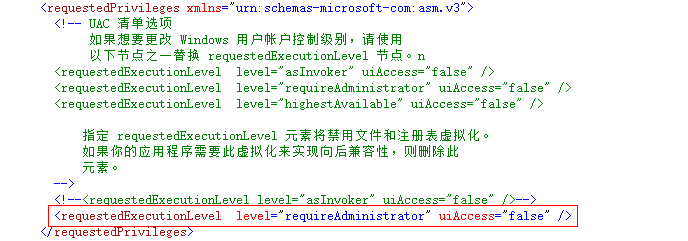 <requestedPrivileges xmlns="urn:schemas-microsoft-com:asm.v3">
<!-- UAC 清单选项
如果想要更改 Windows 用户帐户控制级别，请使用
以下节点之一替换 requestedExecutionLevel 节点。n
<requestedExecutionLevel  level="asInvoker" uiAccess="false" />
<requestedExecutionLevel  level="requireAdministrator" uiAccess="false" />
<requestedExecutionLevel  level="highestAvailable" uiAccess="false" />
指定 requestedExecutionLevel 元素将禁用文件和注册表虚拟化。
如果你的应用程序需要此虚拟化来实现向后兼容性，则删除此
元素。
-->
<!--<requestedExecutionLevel level="asInvoker" uiAccess="false" />-->
<requestedExecutionLevel  level="requireAdministrator" uiAccess="false" />
</requestedPrivileges>